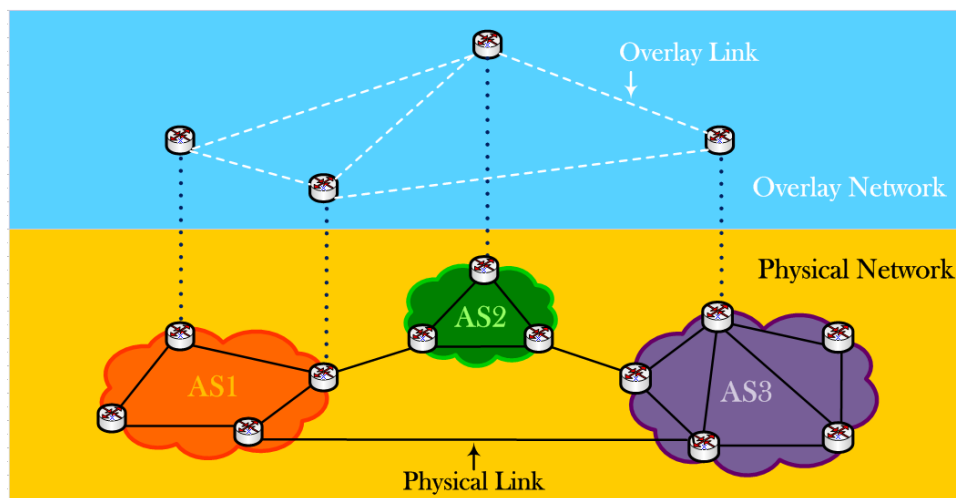 Overlay Link
Overlay Network
Physical Network
AS2
AS1
AS3
Physical Link